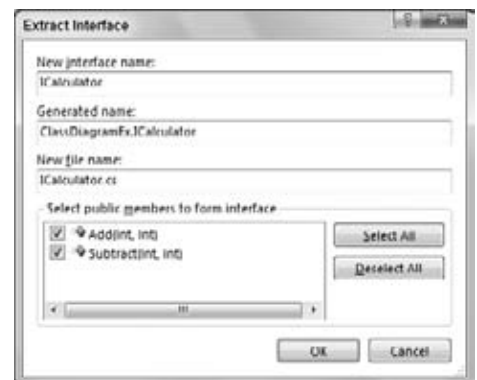 Extract Interface
New interface name:
ICalculator
Generated name:
ClassDiagramEx.ICalculator
New file name:
ICalculator.cs
Select public members to form interface
Add(int, int)
Subtract(int, int)
Select All
Deselect All
OK
Cancel